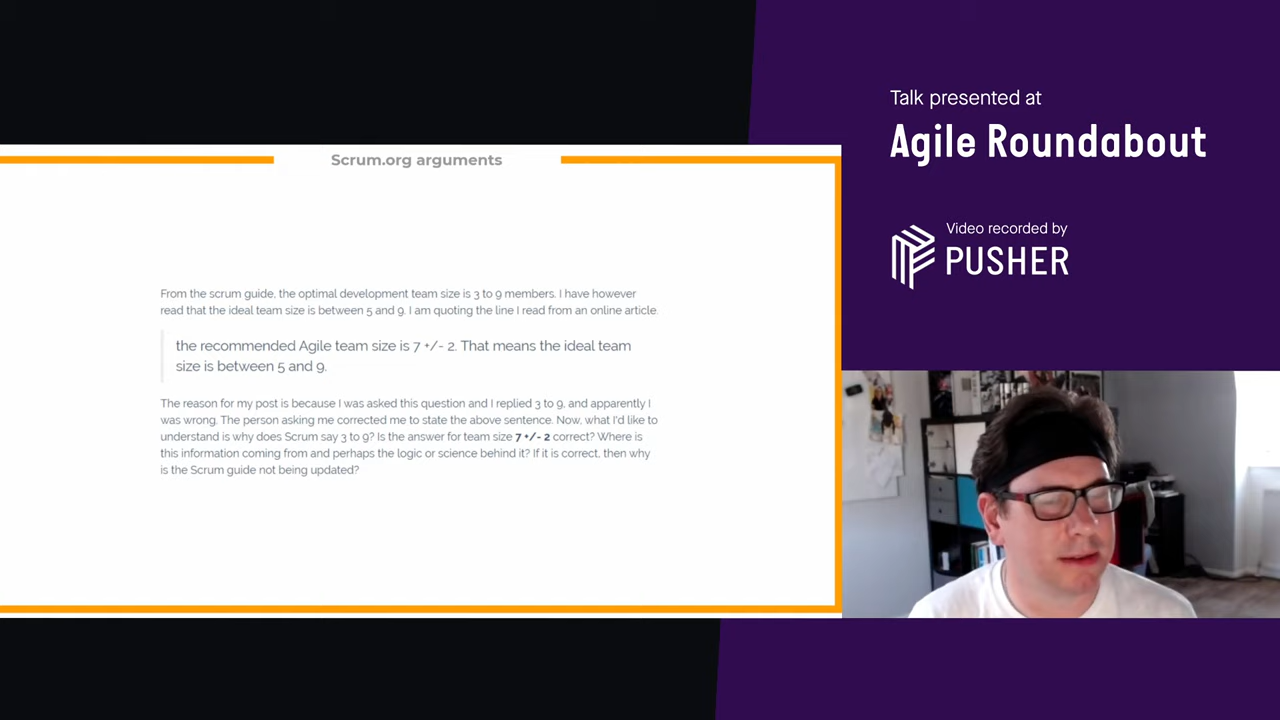 Scrum.org arguments
From the scrum guide, the optimal development team size is 3 to 9 members. I have however
read that the ideal team size is between 5 and 9. I am quoting the line I read from an online article.
the recommended Agile team size is 7 +/- 2. That means the ideal team
size is between 5 and 9.
The reason for my post is because I was asked this question and I replied 3 to 9, and apparently I
was wrong. The person asking me corrected me to state the above sentence. Now, what I'd like to
understand is why does Scrum say 3 to 9? Is the answer for team size 7 +/- 2 correct? Where is
this information coming from and perhaps the logic or science behind it? If it is correct, then why
is the Scrum guide not being updated?
Talk presented at
Agile Roundabout
Video recorded by
PUSHER